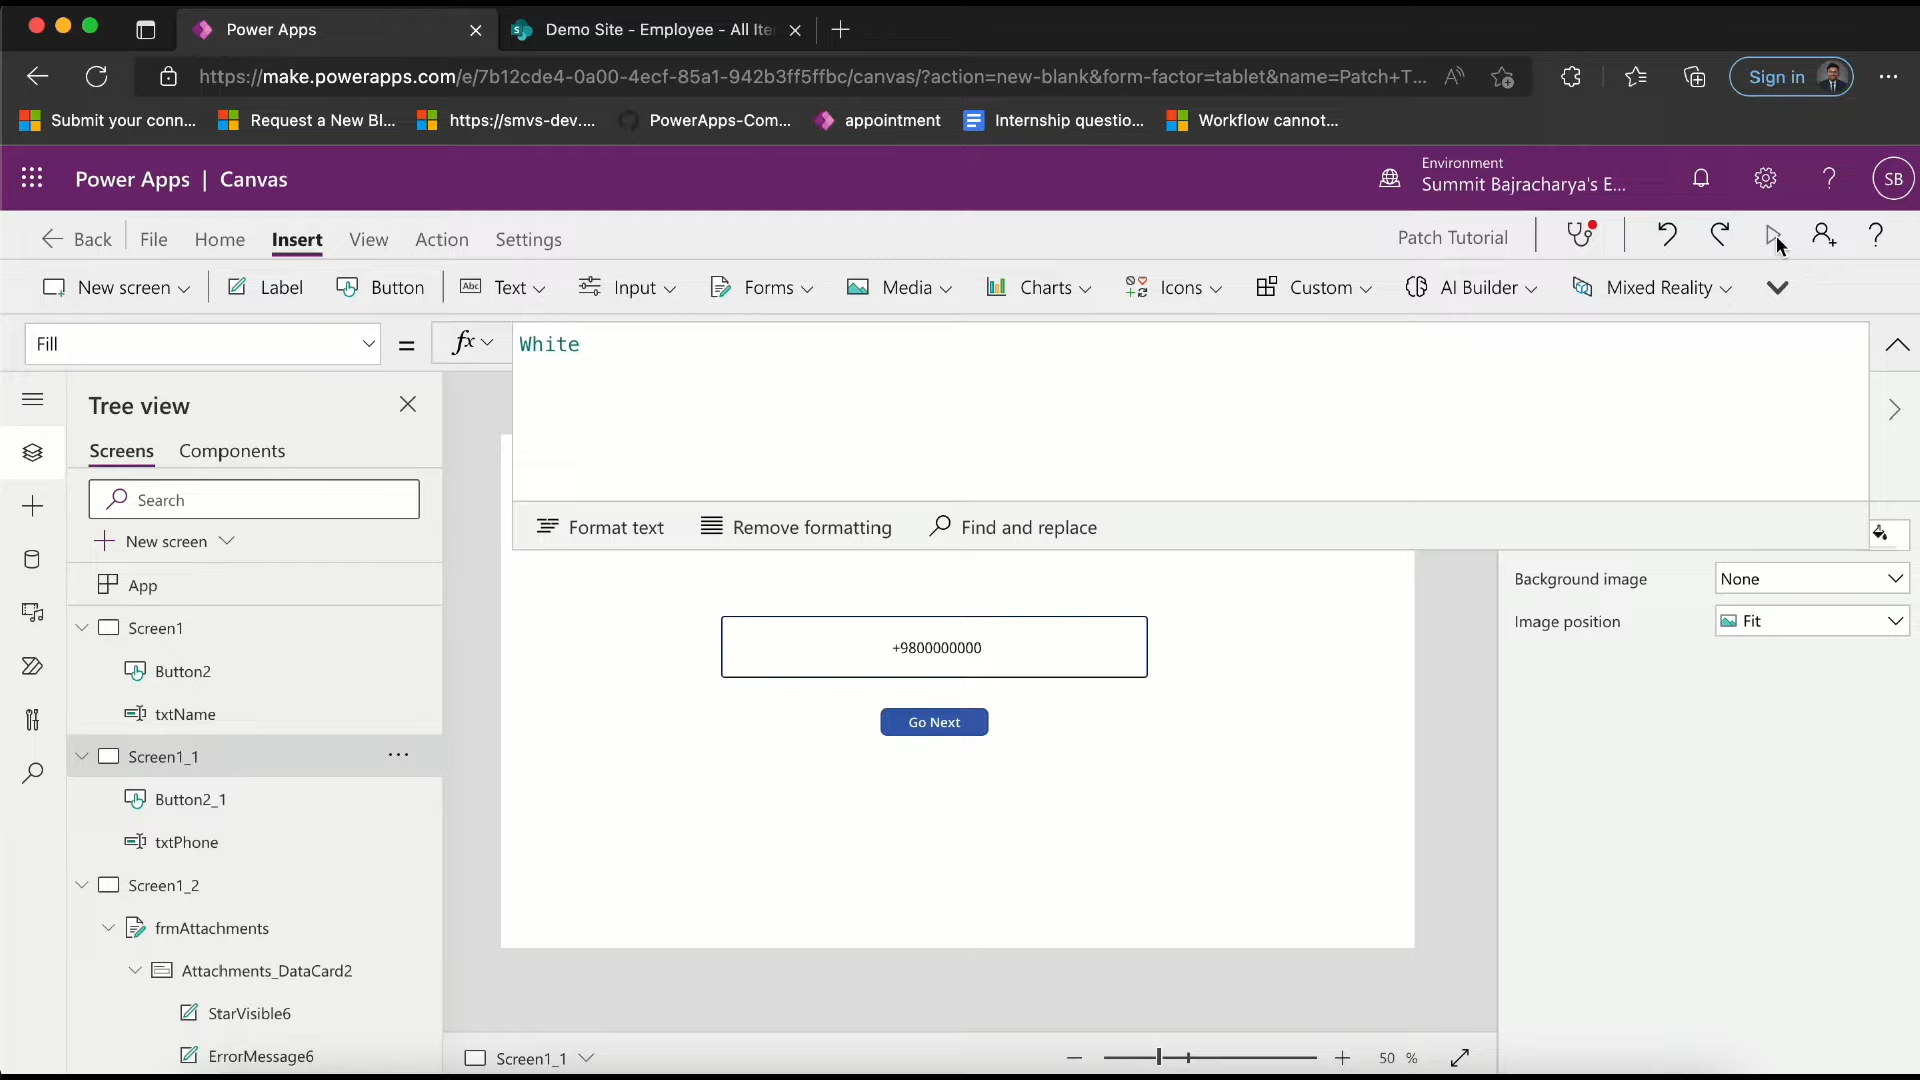 Power Apps
Demo Site - Employee - All Ite
https://make.powerapps.com/e/7b12cde4-0a00-4ecf-85a1-942b3ff5ffbc/canvas/?action=new-blank&form-factor=tablet&name=Patch+T...
Sign in
Submit your conn...
Request a New Bl...
https://smvs-dev....
PowerApps-Com...
appointment
Internship questio...
Workflow cannot...
Power Apps | Canvas
Environment
Summit Bajracharya's E...
SB
Back
File
Home
Insert
View
Action
Settings
Patch Tutorial
New screen
Label
Button
Abc
Text
Input
Forms
Media
Charts
Icons
Custom
AI Builder
Mixed Reality
Fill
=
fx
White
Format text
Remove formatting
Find and replace
Tree view
Screens
Components
Search
New screen
App
Screen1
Button2
txtName
Screen1_1
Button2_1
txtPhone
Screen1_2
frmAttachments
Attachments_DataCard2
StarVisible6
ErrorMessage6
+9800000000
Go Next
Background image
None
Image position
Fit
Screen1_1
50 %